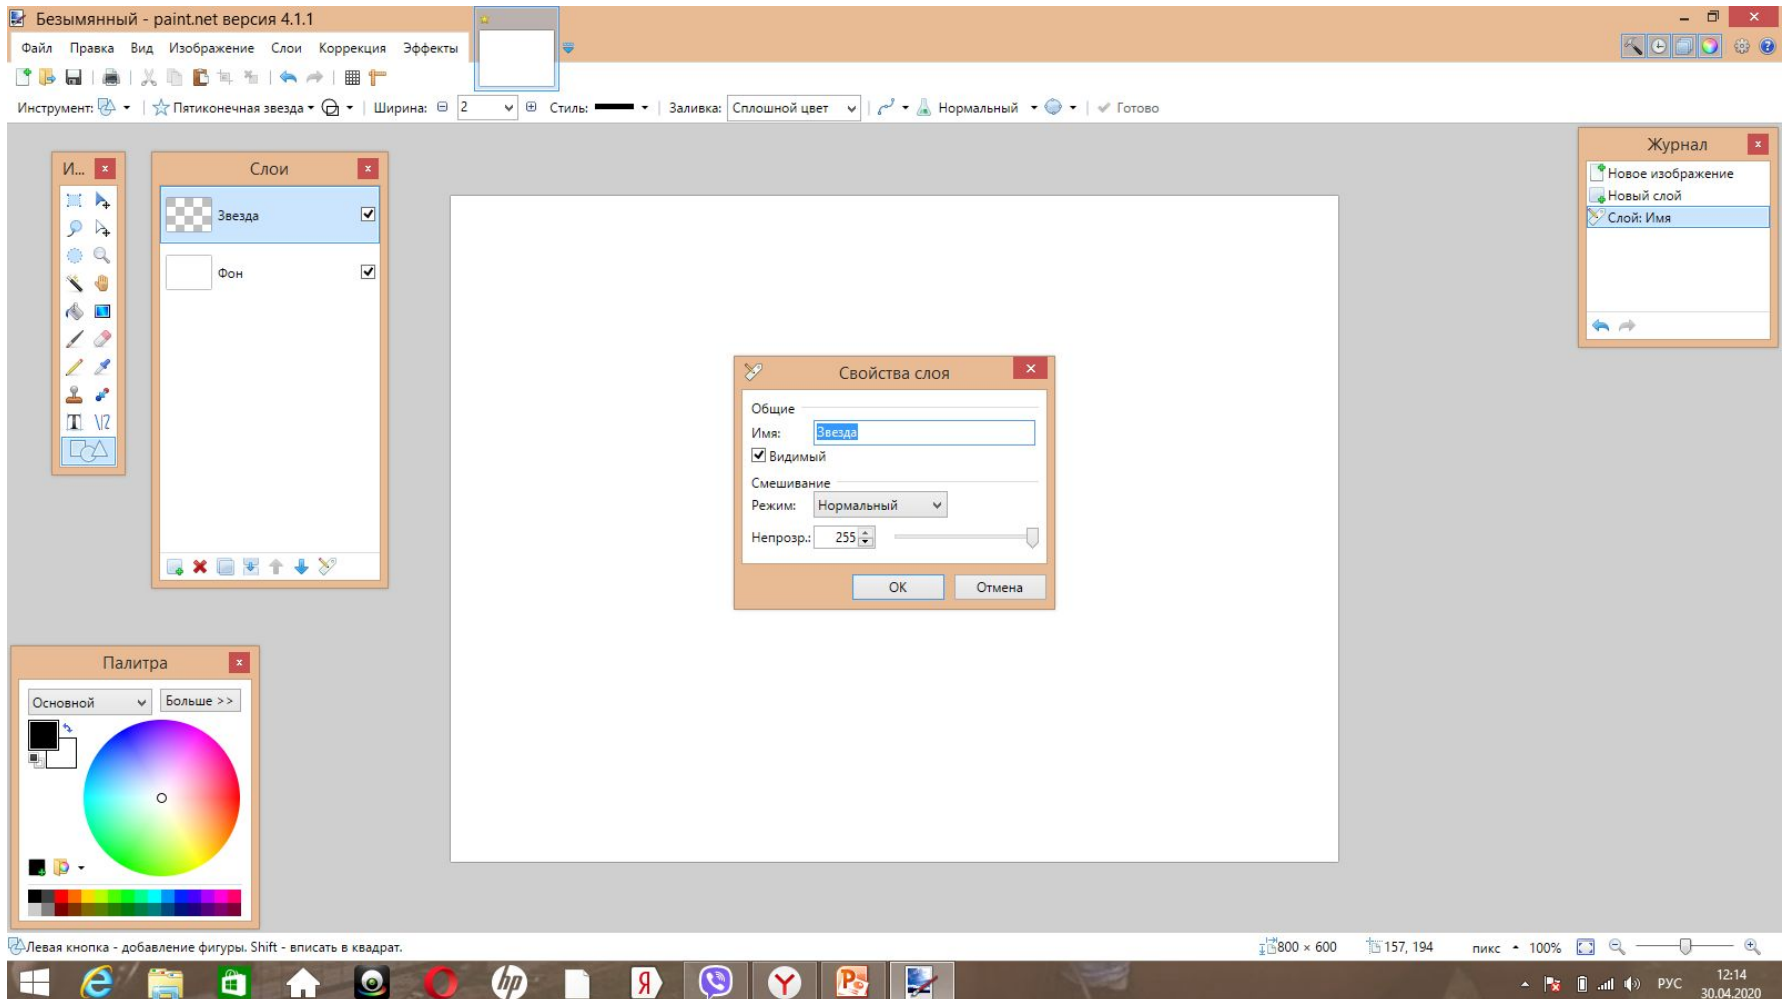 Безымянный - paint.net версия 4.1.1
Файл Правка Вид Изображение Слои Коррекция Эффекты
Инструмент: Пятиконечная звезда Ширина: 2 Стиль: Заливка: Сплошной цвет Нормальный Готово
И...
Слои
Звезда
Фон
Журнал
Новое изображение
Новый слой
Слой: Имя
Свойства слоя
Общие
Имя: Звезда
Видимый
Смешивание
Режим: Нормальный
Непрозр.: 255
ОК Отмена
Палитра
Основной Больше >>
Левая кнопка - добавление фигуры. Shift - вписать в квадрат. 800 × 600 157, 194 пикс 100%
hp Я Y P
РУС 12:14
30.04.2020